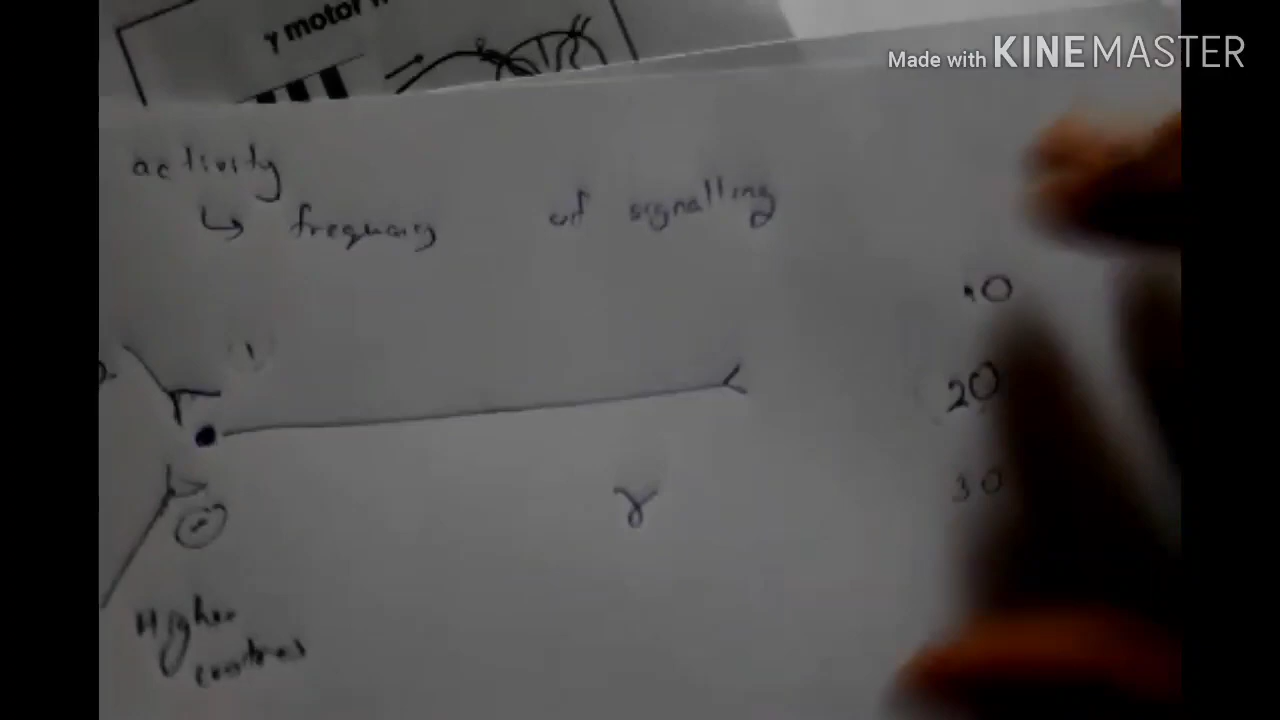 γ motor
Made with KINEMASTER
activity
↳ frequency of signalling
10
20
γ
30
Higher
centres